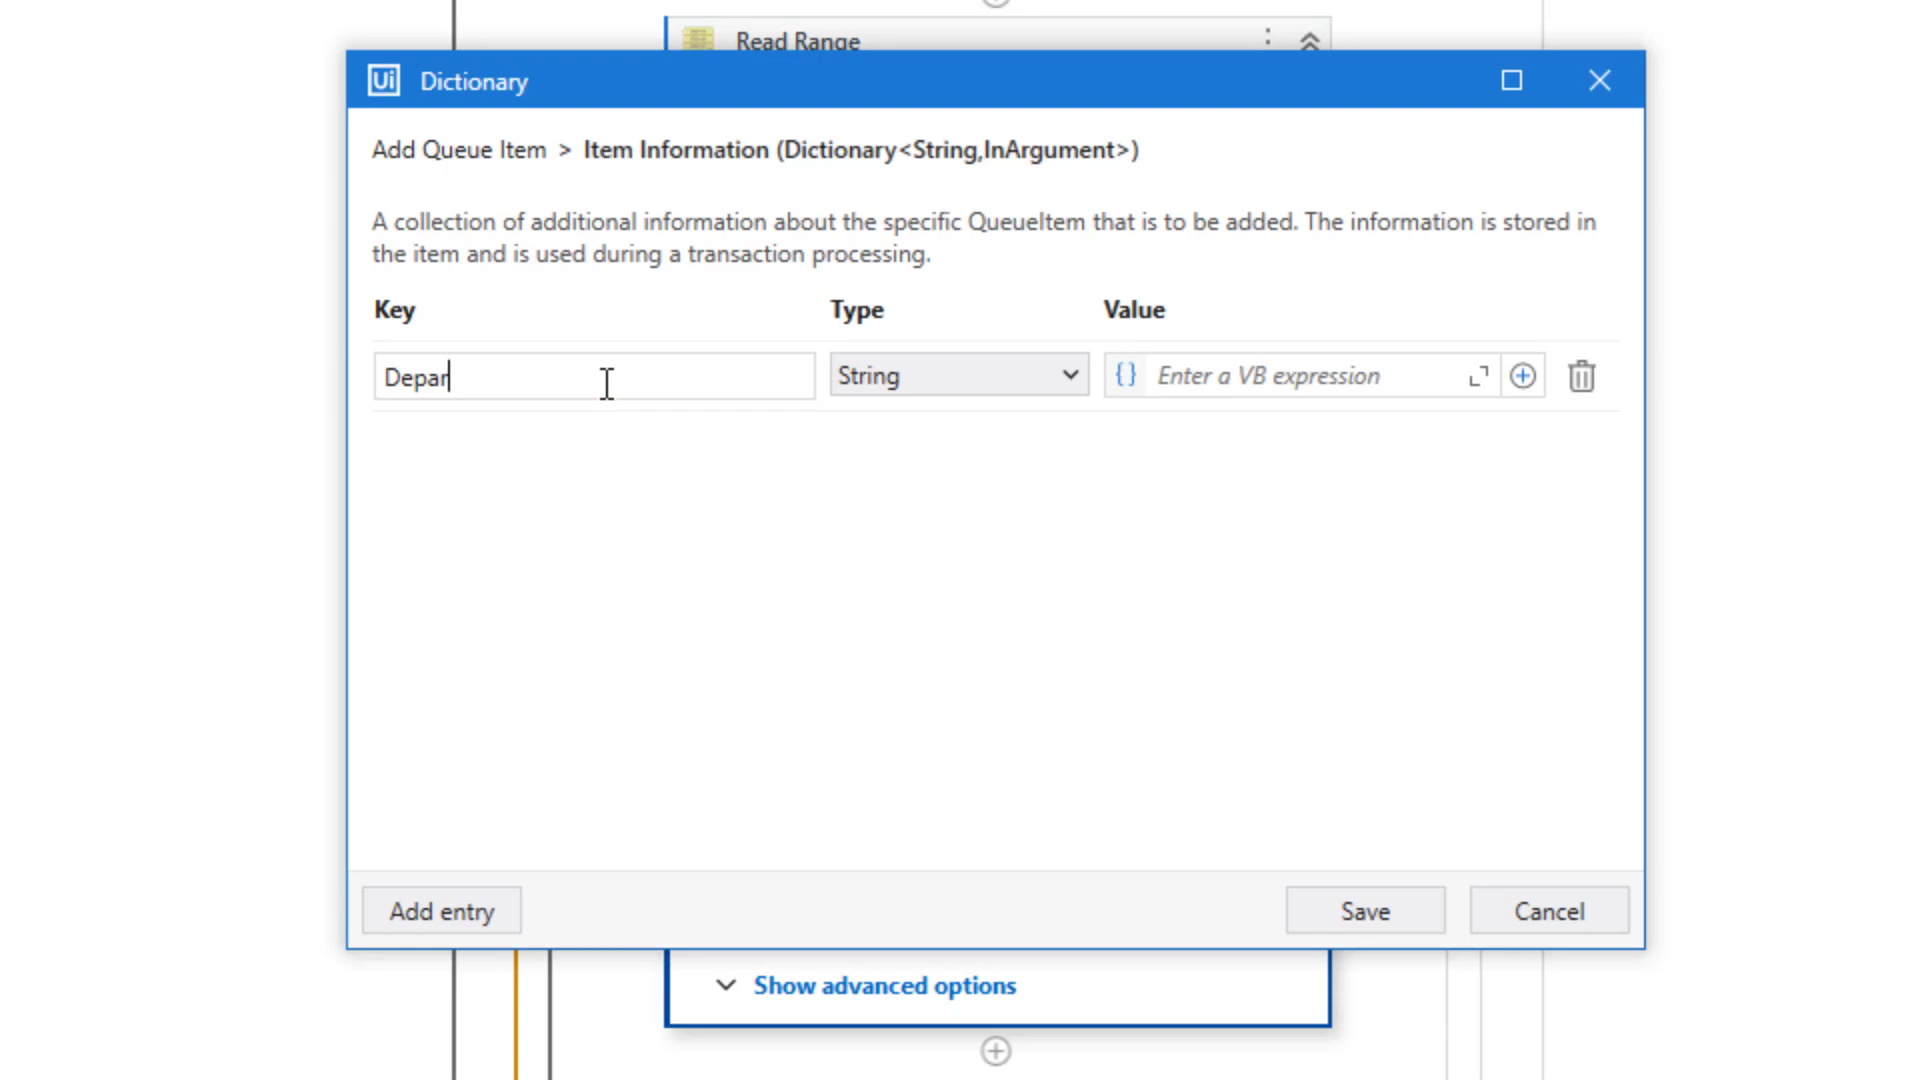 Read Range
Ui Dictionary
Add Queue Item > Item Information (Dictionary<String,InArgument>)
A collection of additional information about the specific QueueItem that is to be added. The information is stored in
the item and is used during a transaction processing.
Key Type Value
Depar String {} Enter a VB expression
Add entry Save Cancel
Show advanced options